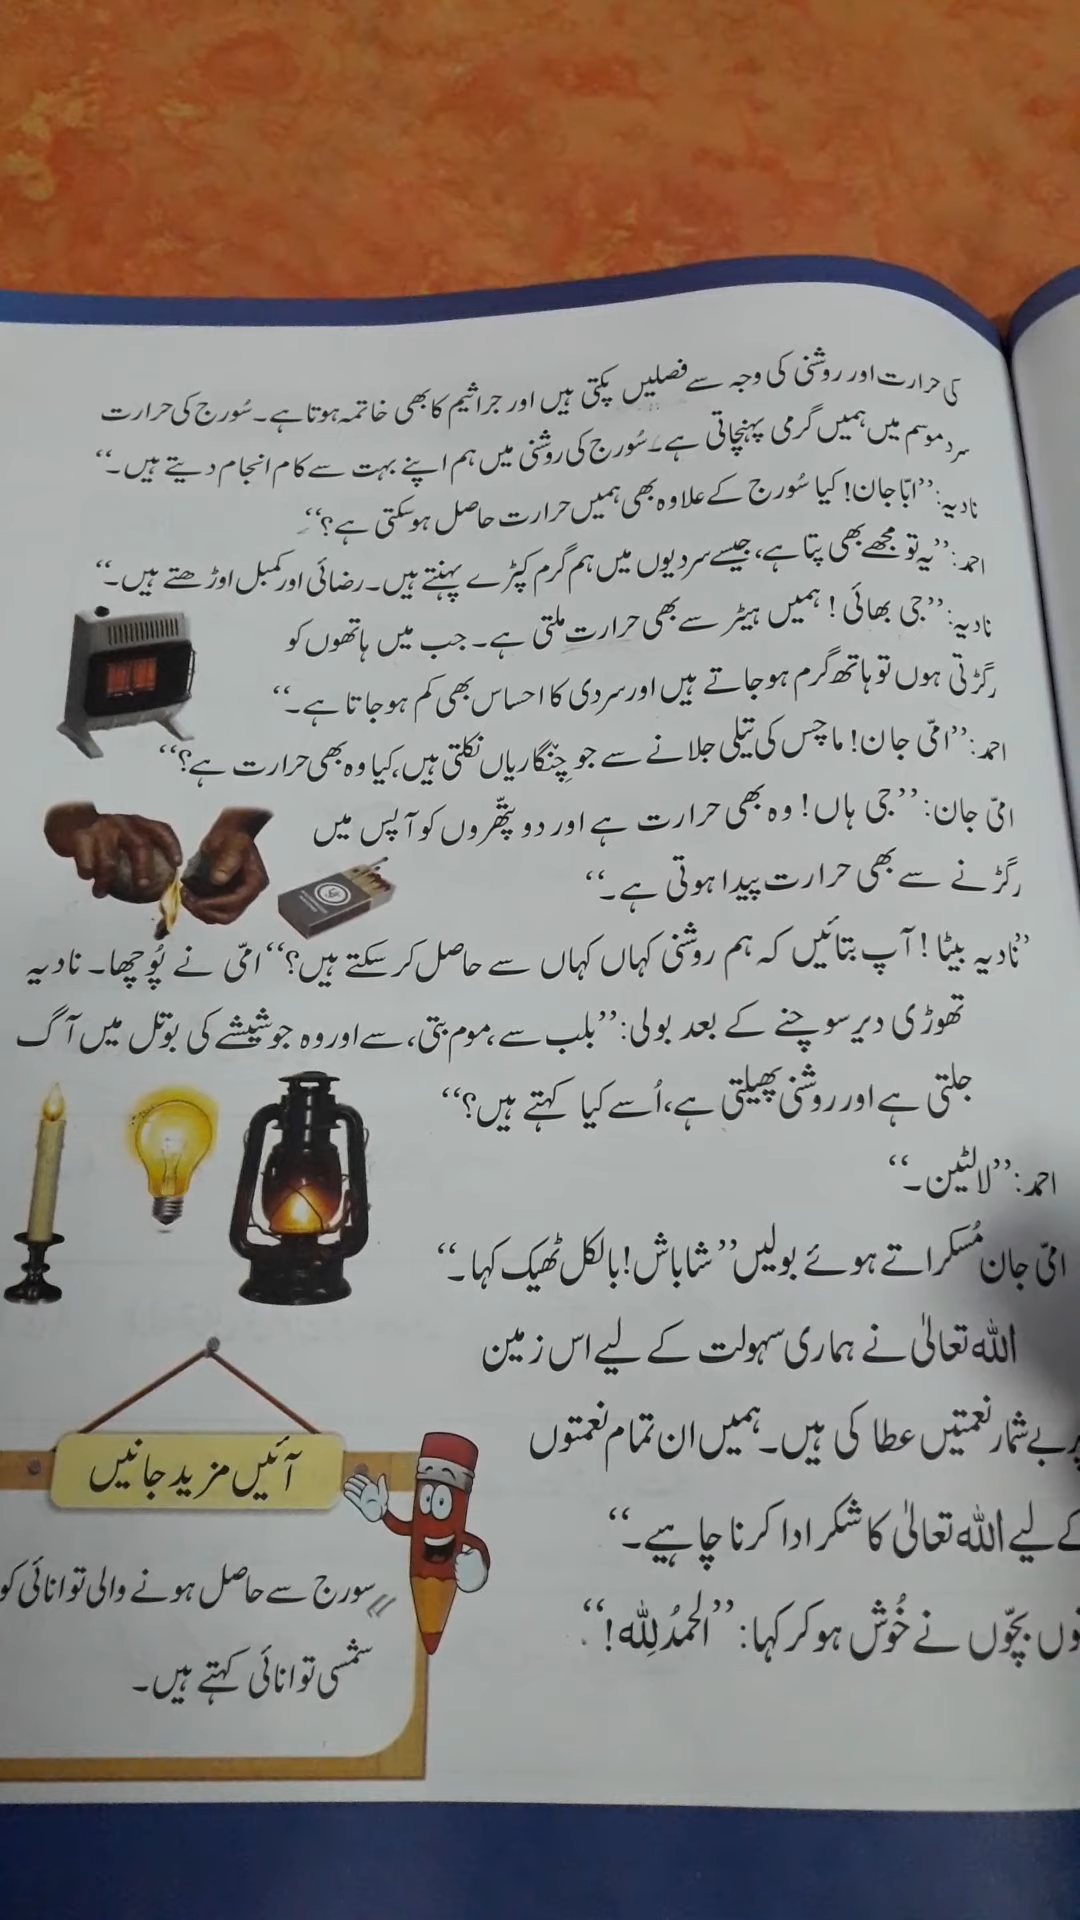 کی حرارت اور روشنی کی وجہ سے فصلیں پکتی ہیں اور جراثیم کا بھی خاتمہ ہوتا ہے۔ سُورج کی حرارت
سرد موسم میں ہمیں گرمی پہنچاتی ہے۔ سُورج کی روشنی میں ہم اپنے بہت سے کام انجام دیتے ہیں۔“
نادیہ: ”ابّا جان! کیا سُورج کے علاوہ بھی ہمیں حرارت حاصل ہو سکتی ہے؟“
احمد: ”یہ تو مجھے بھی پتا ہے، جیسے سردیوں میں ہم گرم کپڑے پہنتے ہیں۔ رضائی اور کمبل اوڑھتے ہیں۔“
نادیہ: ”جی بھائی! ہمیں ہیٹر سے بھی حرارت ملتی ہے۔ جب میں ہاتھوں کو
رگڑتی ہوں تو ہاتھ گرم ہو جاتے ہیں اور سردی کا احساس بھی کم ہو جاتا ہے۔“
احمد: ”امّی جان! ماچس کی تیلی جلانے سے جو چِنگاریاں نکلتی ہیں، کیا وہ بھی حرارت ہے؟“
امّی جان: ”جی ہاں! وہ بھی حرارت ہے اور دو پتّھروں کو آپس میں
رگڑنے سے بھی حرارت پیدا ہوتی ہے۔“
”نادیہ بیٹا! آپ بتائیں کہ ہم روشنی کہاں کہاں سے حاصل کر سکتے ہیں؟“ امّی نے پُوچھا۔ نادیہ
تھوڑی دیر سوچنے کے بعد بولی: ”بلب سے، موم بتی، سے اور وہ جو شیشے کی بوتل میں آگ
جلتی ہے اور روشنی پھیلتی ہے، اُسے کیا کہتے ہیں؟“
احمد: ”لالٹین۔“
امّی جان مُسکراتے ہوئے بولیں ”شاباش! بالکل ٹھیک کہا۔“
اللہ تعالیٰ نے ہماری سہولت کے لیے اس زمین
پر بے شمار نعمتیں عطا کی ہیں۔ ہمیں ان تمام نعمتوں
کے لیے اللہ تعالیٰ کا شکر ادا کرنا چاہیے۔“
بچّوں نے خُوش ہو کر کہا: ”الحمدُ لِلّٰہ!“
آئیں مزید جانیں
سورج سے حاصل ہونے والی توانائی کو
شمسی توانائی کہتے ہیں۔